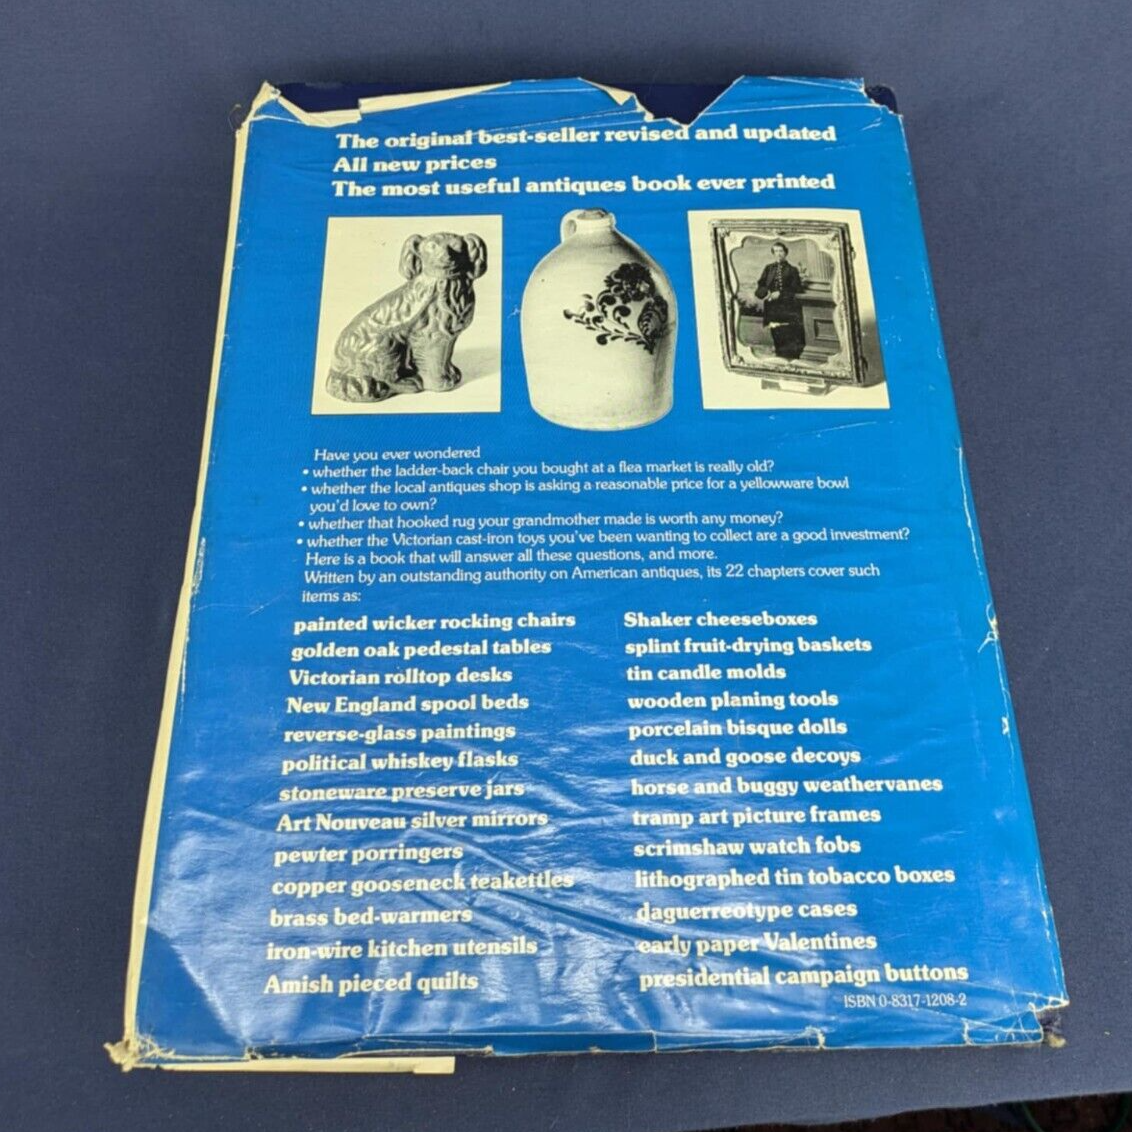 The original best-seller revised and updated
All new prices
The most useful antiques book ever printed
Have you ever wondered
• whether the ladder-back chair you bought at a flea market is really old?
• whether the local antiques shop is asking a reasonable price for a yellowware bowl
you'd love to own?
• whether that hooked rug your grandmother made is worth any money?
• whether the Victorian cast-iron toys you've been wanting to collect are a good investment?
Here is a book that will answer all these questions, and more.
Written by an outstanding authority on American antiques, its 22 chapters cover such
items as:
painted wicker rocking chairs
golden oak pedestal tables
Victorian rolltop desks
New England spool beds
reverse-glass paintings
political whiskey flasks
stoneware preserve jars
Art Nouveau silver mirrors
pewter porringers
copper gooseneck teakettles
brass bed-warmers
iron-wire kitchen utensils
Amish pieced quilts
Shaker cheeseboxes
splint fruit-drying baskets
tin candle molds
wooden planing tools
porcelain bisque dolls
duck and goose decoys
horse and buggy weathervanes
tramp art picture frames
scrimshaw watch fobs
lithographed tin tobacco boxes
daguerreotype cases
early paper Valentines
presidential campaign buttons
ISBN 0-8317-1208-2